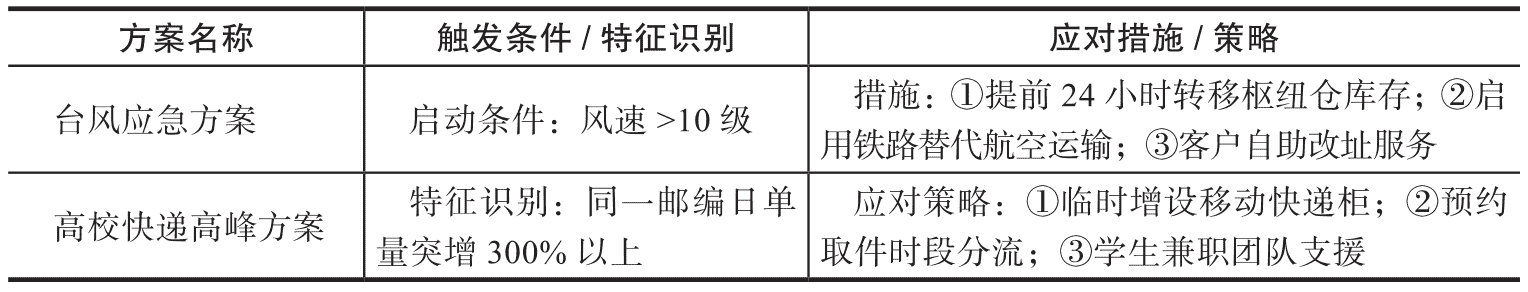 方案名称 触发条件 / 特征识别 应对措施 / 策略
台风应急方案 启动条件：风速 >10 级 措施：①提前 24 小时转移枢纽仓库存；②启
用铁路替代航空运输；③客户自助改址服务
高校快递高峰方案 特征识别：同一邮编日单 应对策略：①临时增设移动快递柜；②预约
量突增 300% 以上 取件时段分流；③学生兼职团队支援